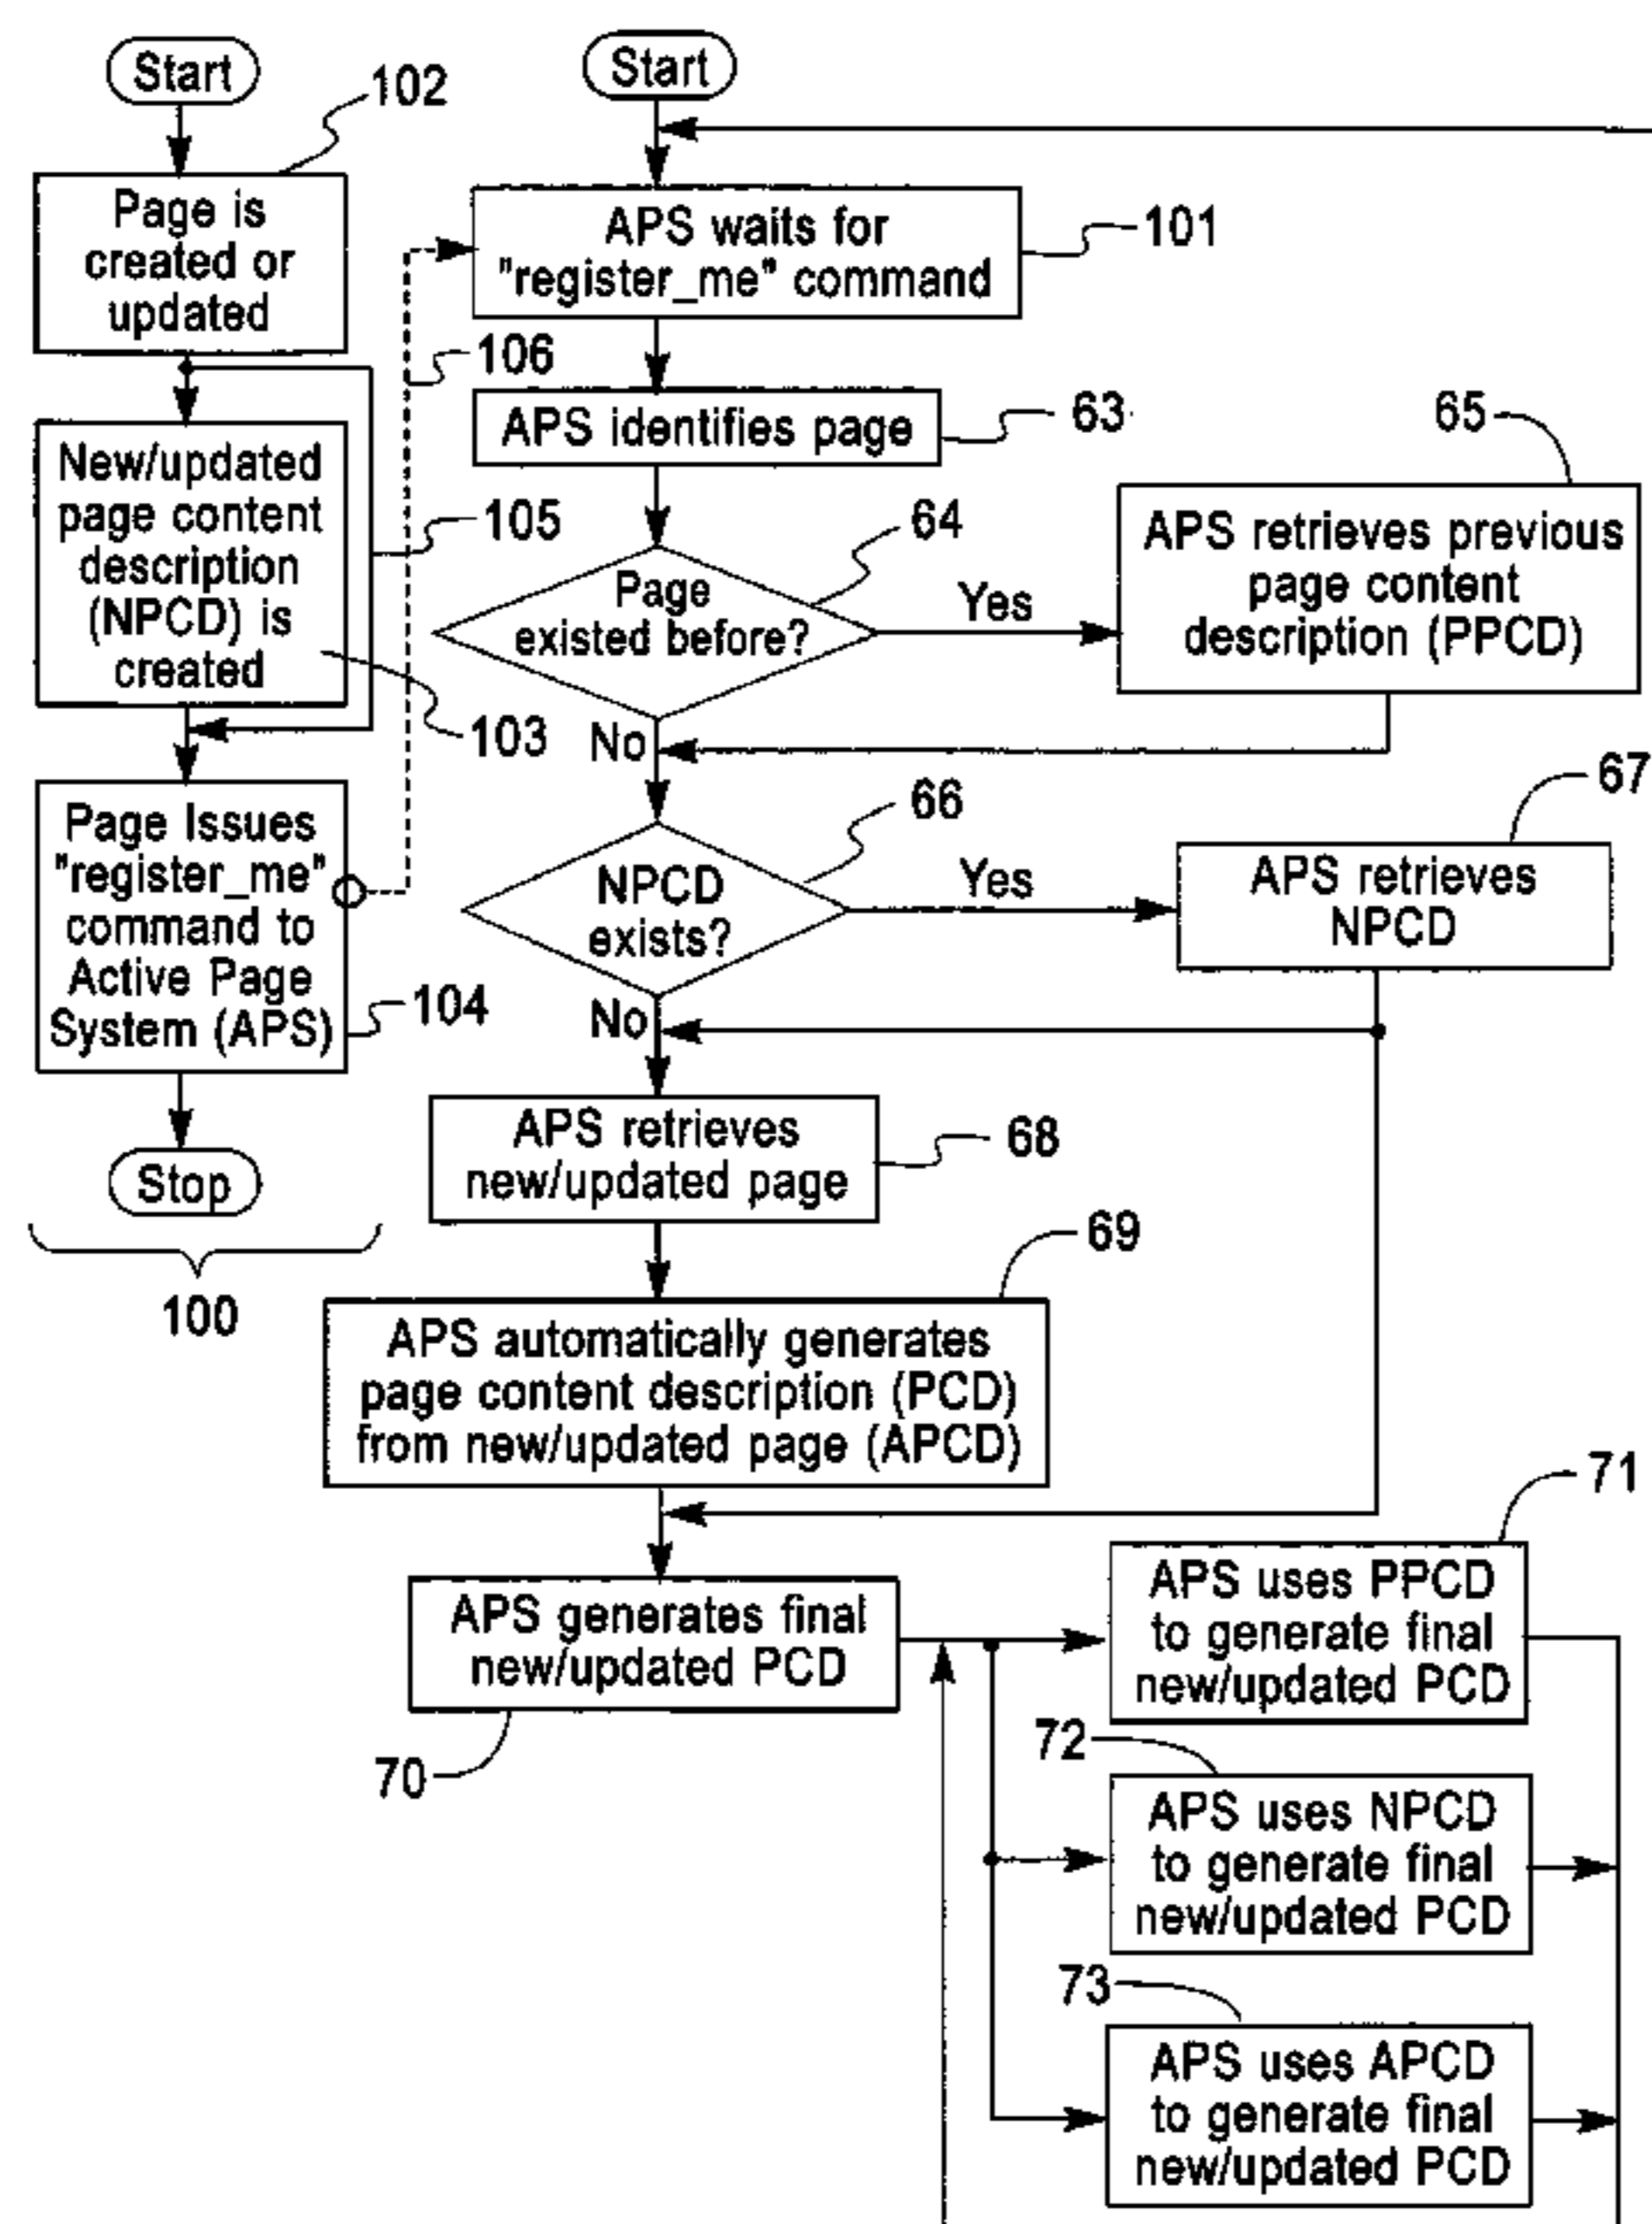 Start
102
Page is
created or
updated
New/updated
page content
description
(NPCD) is
created
105
103
Page Issues
"register_me"
command to
Active Page
System (APS)
104
Stop
100
106
Start
APS waits for
"register_me" command
101
APS identifies page
63
64
Page
existed before?
Yes
65
APS retrieves previous
page content
description (PPCD)
No
66
NPCD
exists?
Yes
67
APS retrieves
NPCD
No
APS retrieves
new/updated page
68
69
APS automatically generates
page content description (PCD)
from new/updated page (APCD)
APS generates final
new/updated PCD
70
71
APS uses PPCD
to generate final
new/updated PCD
72
APS uses NPCD
to generate final
new/updated PCD
73
APS uses APCD
to generate final
new/updated PCD